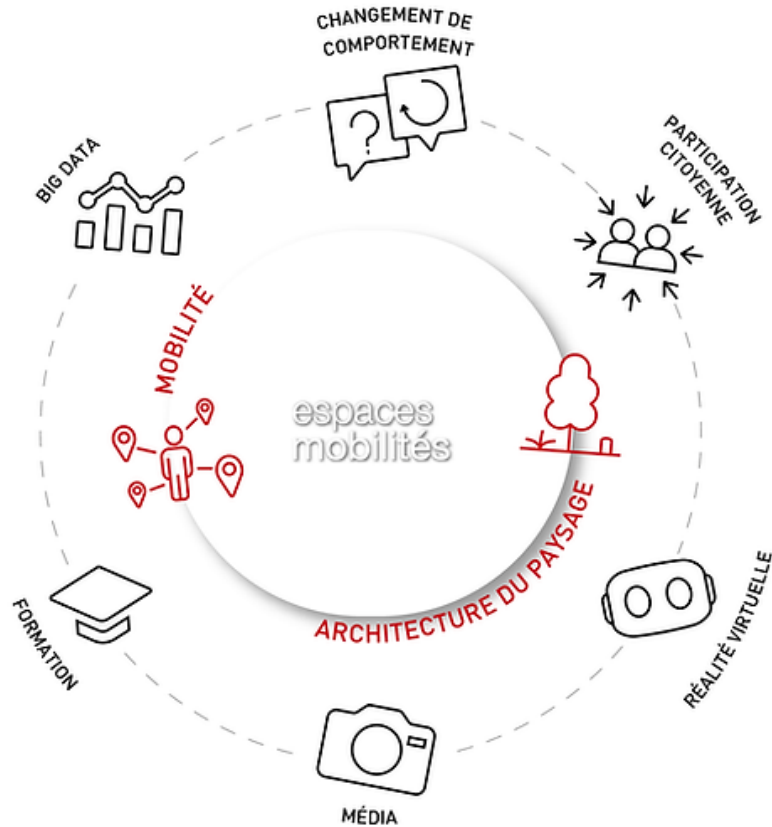 CHANGEMENT DE
COMPORTEMENT
PARTICIPATION
CITOYENNE
BIG DATA
MOBILITÉ
espaces
mobilités
ARCHITECTURE DU PAYSAGE
FORMATION
RÉALITÉ VIRTUELLE
MÉDIA
?